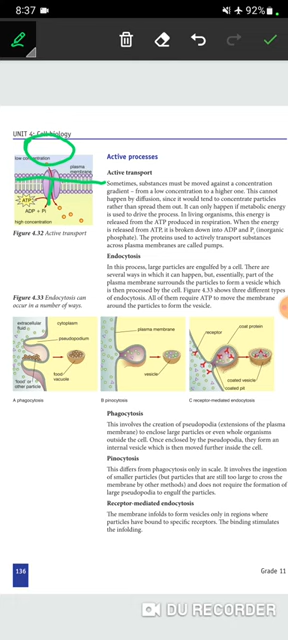 8:37
92%
UNIT 4: Cell biology
low concentration
plasma
membrane
ATP
ADP + Pi
high concentration
Figure 4.32 Active transport
Active processes
Active transport
Sometimes, substances must be moved against a concentration
gradient – from a low concentration to a higher one. This cannot
happen by diffusion, since it would tend to concentrate particles
rather than spread them out. It can only happen if metabolic energy
is used to drive the process. In living organisms, this energy is
released from the ATP produced in respiration. When the energy
is released from ATP, it is broken down into ADP and Pi (inorganic
phosphate). The proteins used to actively transport substances
across plasma membranes are called pumps.
Endocytosis
In this process, large particles are engulfed by a cell. There are
several ways in which it can happen, but, essentially, part of the
plasma membrane surrounds the particles to form a vesicle which
is then processed by the cell. Figure 4.33 shows three different types
of endocytosis. All of them require ATP to move the membrane
around the particles to form the vesicle.
Figure 4.33 Endocytosis can
occur in a number of ways.
extracellular
fluid
cytoplasm
pseudopodium
food
vacuole
'food' or
other particle
plasma membrane
vesicle
receptor
coat protein
coated vesicle
coated pit
A phagocytosis
B pinocytosis
C receptor-mediated endocytosis
Phagocytosis
This involves the creation of pseudopodia (extensions of the plasma
membrane) to enclose large particles or even whole organisms
outside the cell. Once enclosed by the pseudopodia, they form an
internal vesicle which is then moved further inside the cell.
Pinocytosis
This differs from phagocytosis only in scale. It involves the ingestion
of smaller particles (but particles that are still too large to cross the
membrane by other methods) and does not require the formation of
large pseudopodia to engulf the particles.
Receptor-mediated endocytosis
The membrane infolds to form vesicles only in regions where
particles have bound to specific receptors. The binding stimulates
the infolding.
136
Grade 11
DU RECORDER